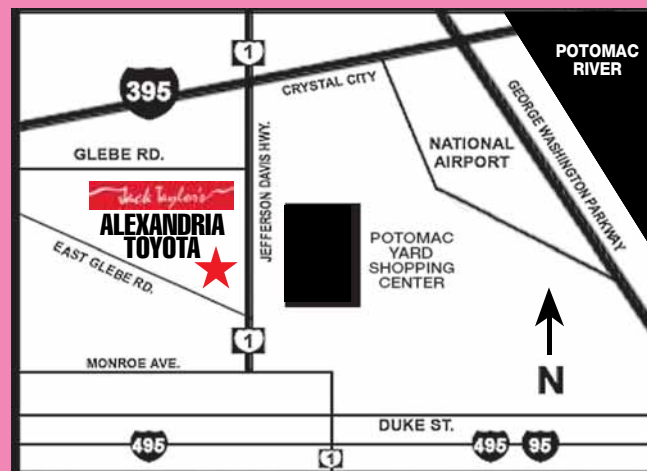 1
POTOMAC
RIVER
395
CRYSTAL CITY
GEORGE WASHINGTON PARKWAY
GLEBE RD.
JEFFERSON DAVIS HWY.
NATIONAL
AIRPORT
Jack Taylor's
ALEXANDRIA
TOYOTA
EAST GLEBE RD.
POTOMAC
YARD
SHOPPING
CENTER
1
MONROE AVE.
N
DUKE ST.
495
1
495
95